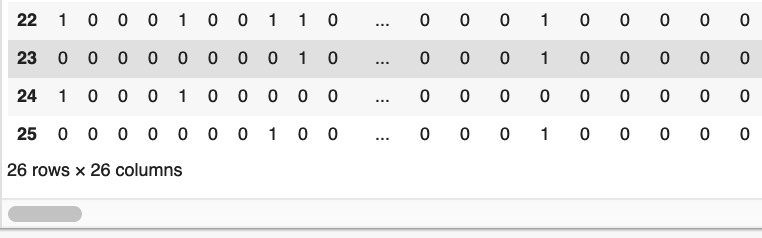 22 1 0 0 0 1 0 0 1 1 0 ... 0 0 0 1 0 0 0 0 0
23 0 0 0 0 0 0 0 0 1 0 ... 0 0 0 1 0 0 0 0 0
24 1 0 0 0 1 0 0 0 0 0 ... 0 0 0 0 0 0 0 0 0
25 0 0 0 0 0 0 0 1 0 0 ... 0 0 0 1 0 0 0 0 0
26 rows × 26 columns